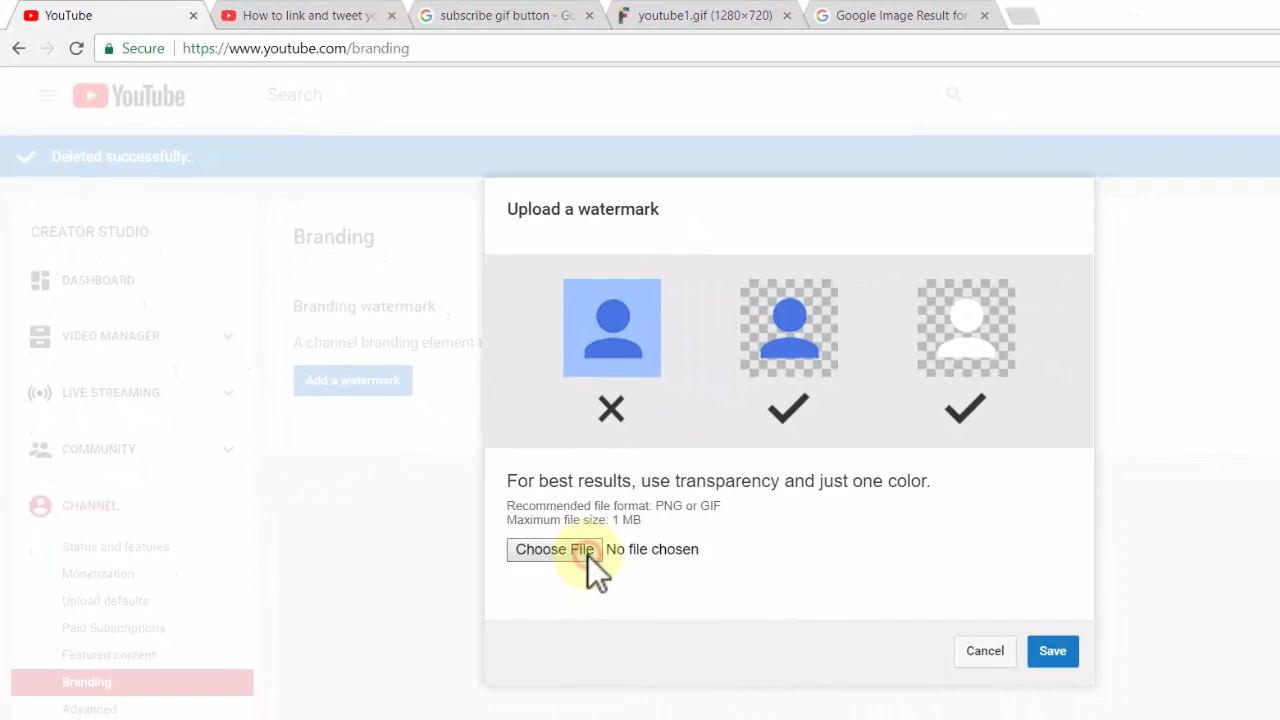 YouTube
How to link and tweet yo
subsribe gif button - Go
youtube1.gif (1280×720)
Google Image Result for
Secure https://www.youtube.com/branding
YouTube
Search
Deleted successfully.
Upload a watermark
CREATOR STUDIO
DASHBOARD
VIDEO MANAGER
LIVE STREAMING
COMMUNITY
CHANNEL
Status and features
Monetization
Upload defaults
Paid Subscriptions
Featured content
Branding
Advanced
Branding
Branding watermark
A channel branding element t
Add a watermark
For best results, use transparency and just one color.
Recommended file format: PNG or GIF
Maximum file size: 1 MB
Choose File No file chosen
Cancel Save